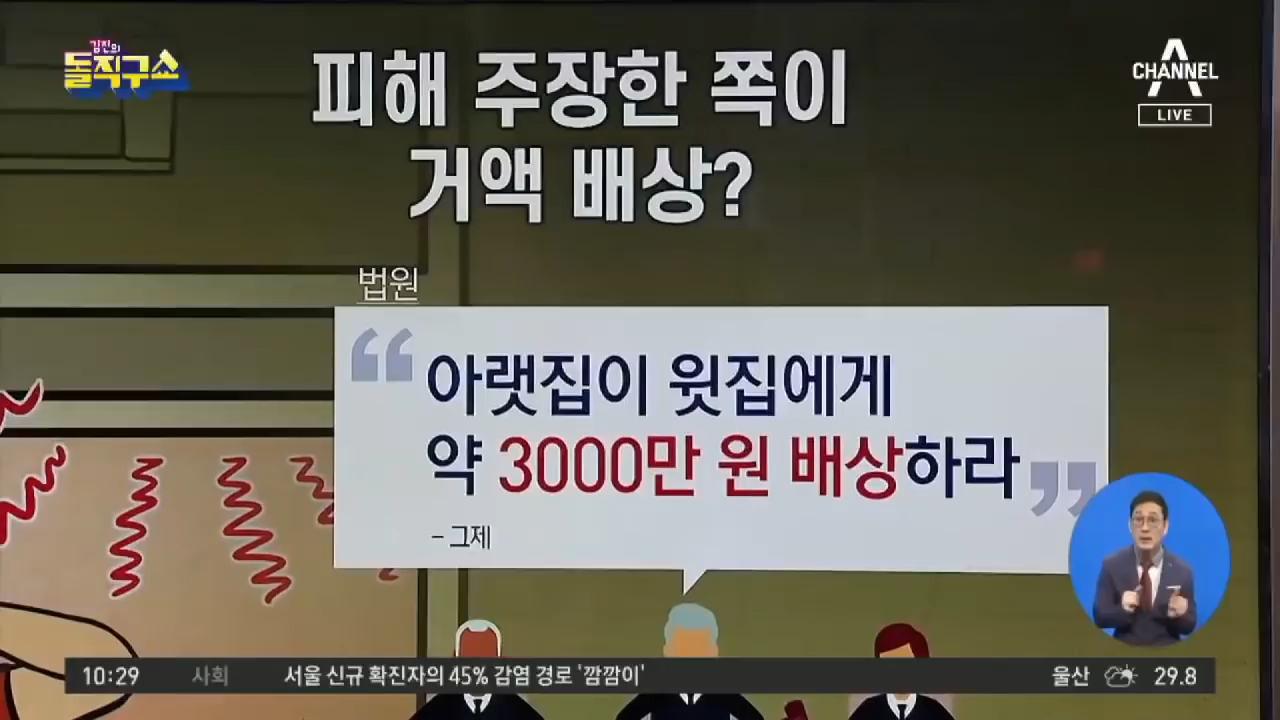 김진의
돌직구쇼
CHANNEL A
LIVE
피해 주장한 쪽이
거액 배상?
법원
“아랫집이 윗집에게
약 3000만 원 배상하라”
– 그제
10:29 사회 서울 신규 확진자의 45% 감염 경로 '깜깜이' 울산 29.8